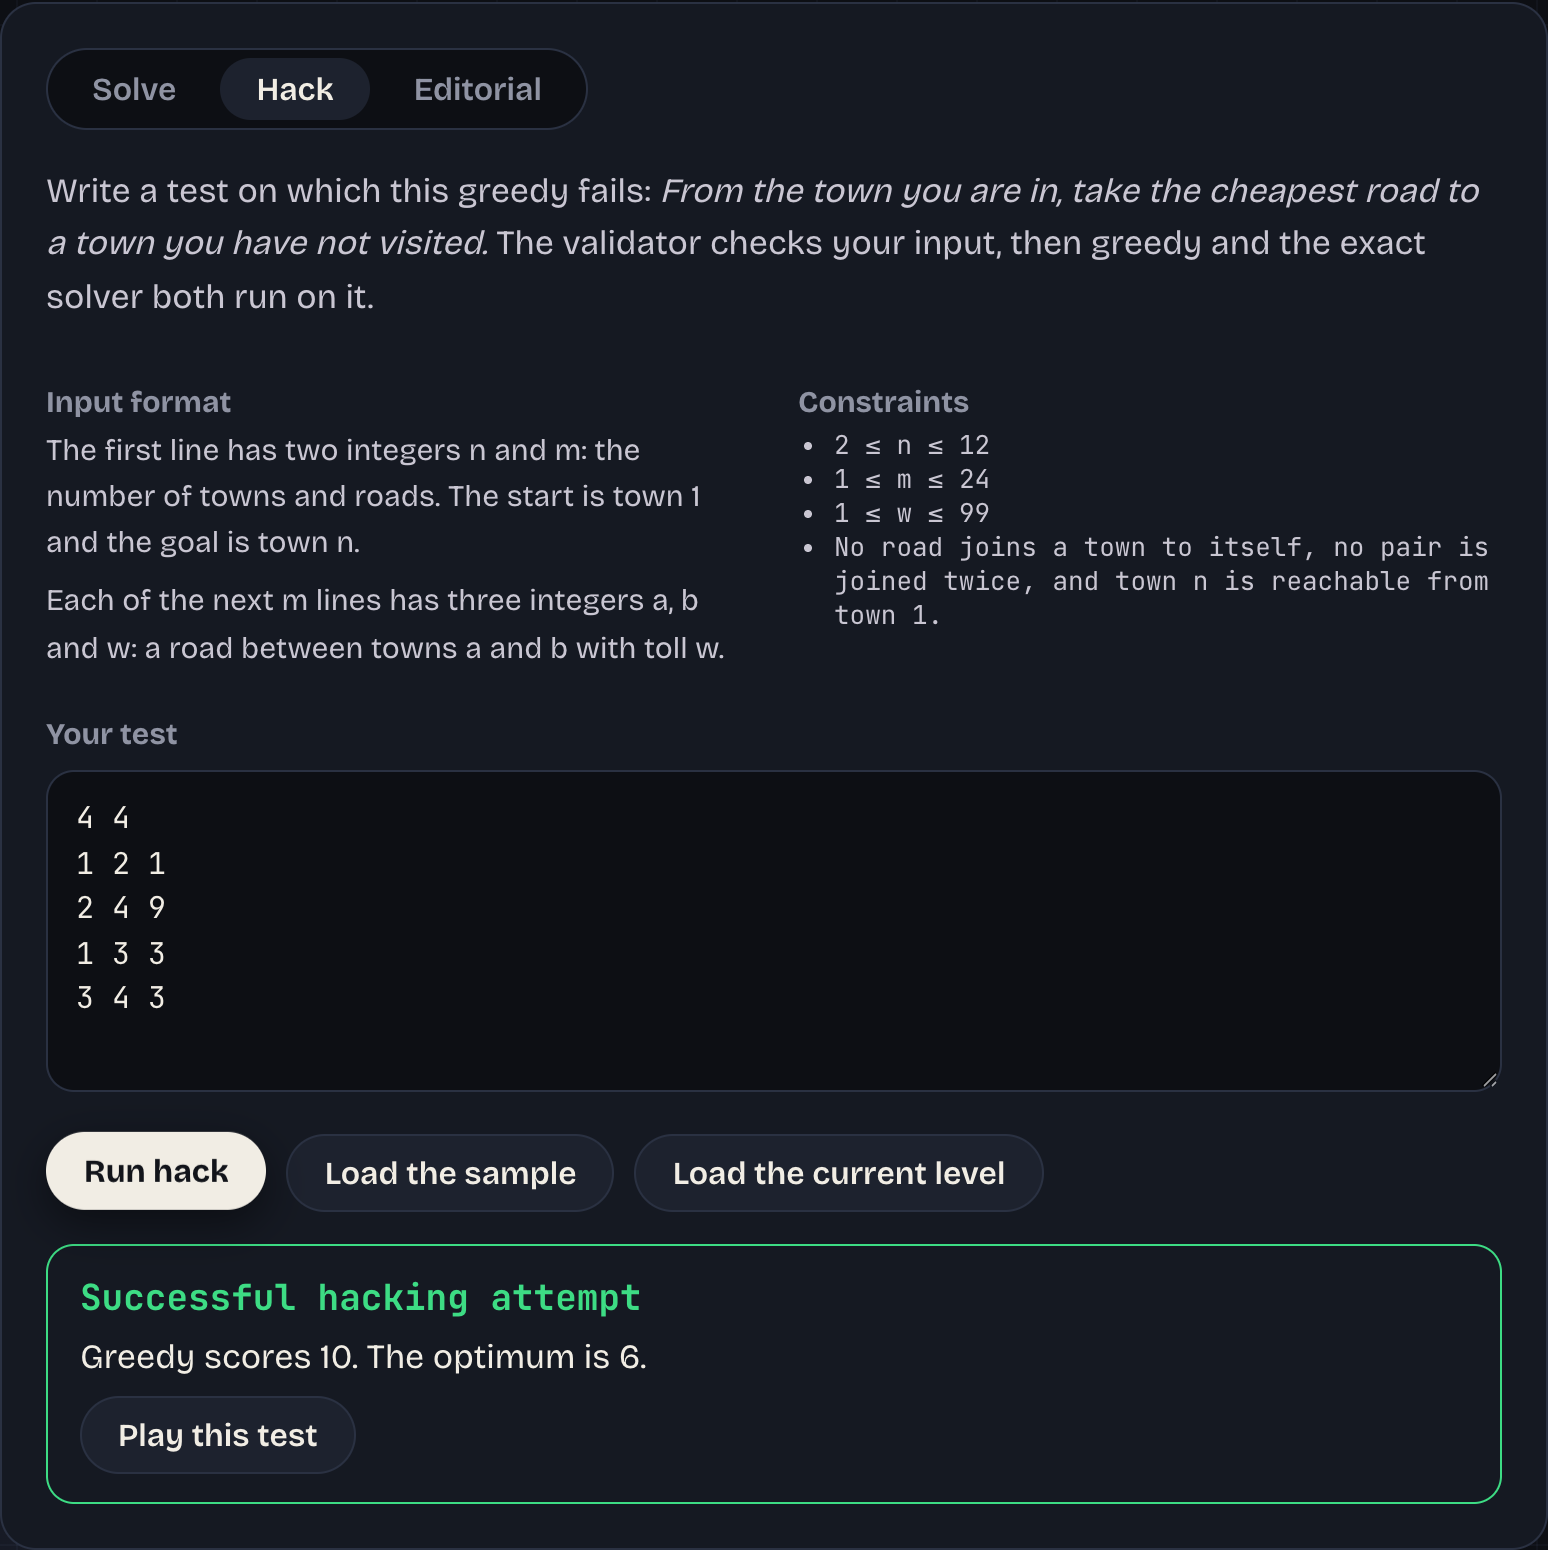 Solve Hack Editorial
Write a test on which this greedy fails: From the town you are in, take the cheapest road to
a town you have not visited. The validator checks your input, then greedy and the exact
solver both run on it.
Input format
The first line has two integers n and m: the
number of towns and roads. The start is town 1
and the goal is town n.
Each of the next m lines has three integers a, b
and w: a road between towns a and b with toll w.
Constraints
• 2 ≤ n ≤ 12
• 1 ≤ m ≤ 24
• 1 ≤ w ≤ 99
• No road joins a town to itself, no pair is
joined twice, and town n is reachable from
town 1.
Your test
4 4
1 2 1
2 4 9
1 3 3
3 4 3
Run hack Load the sample Load the current level
Successful hacking attempt
Greedy scores 10. The optimum is 6.
Play this test